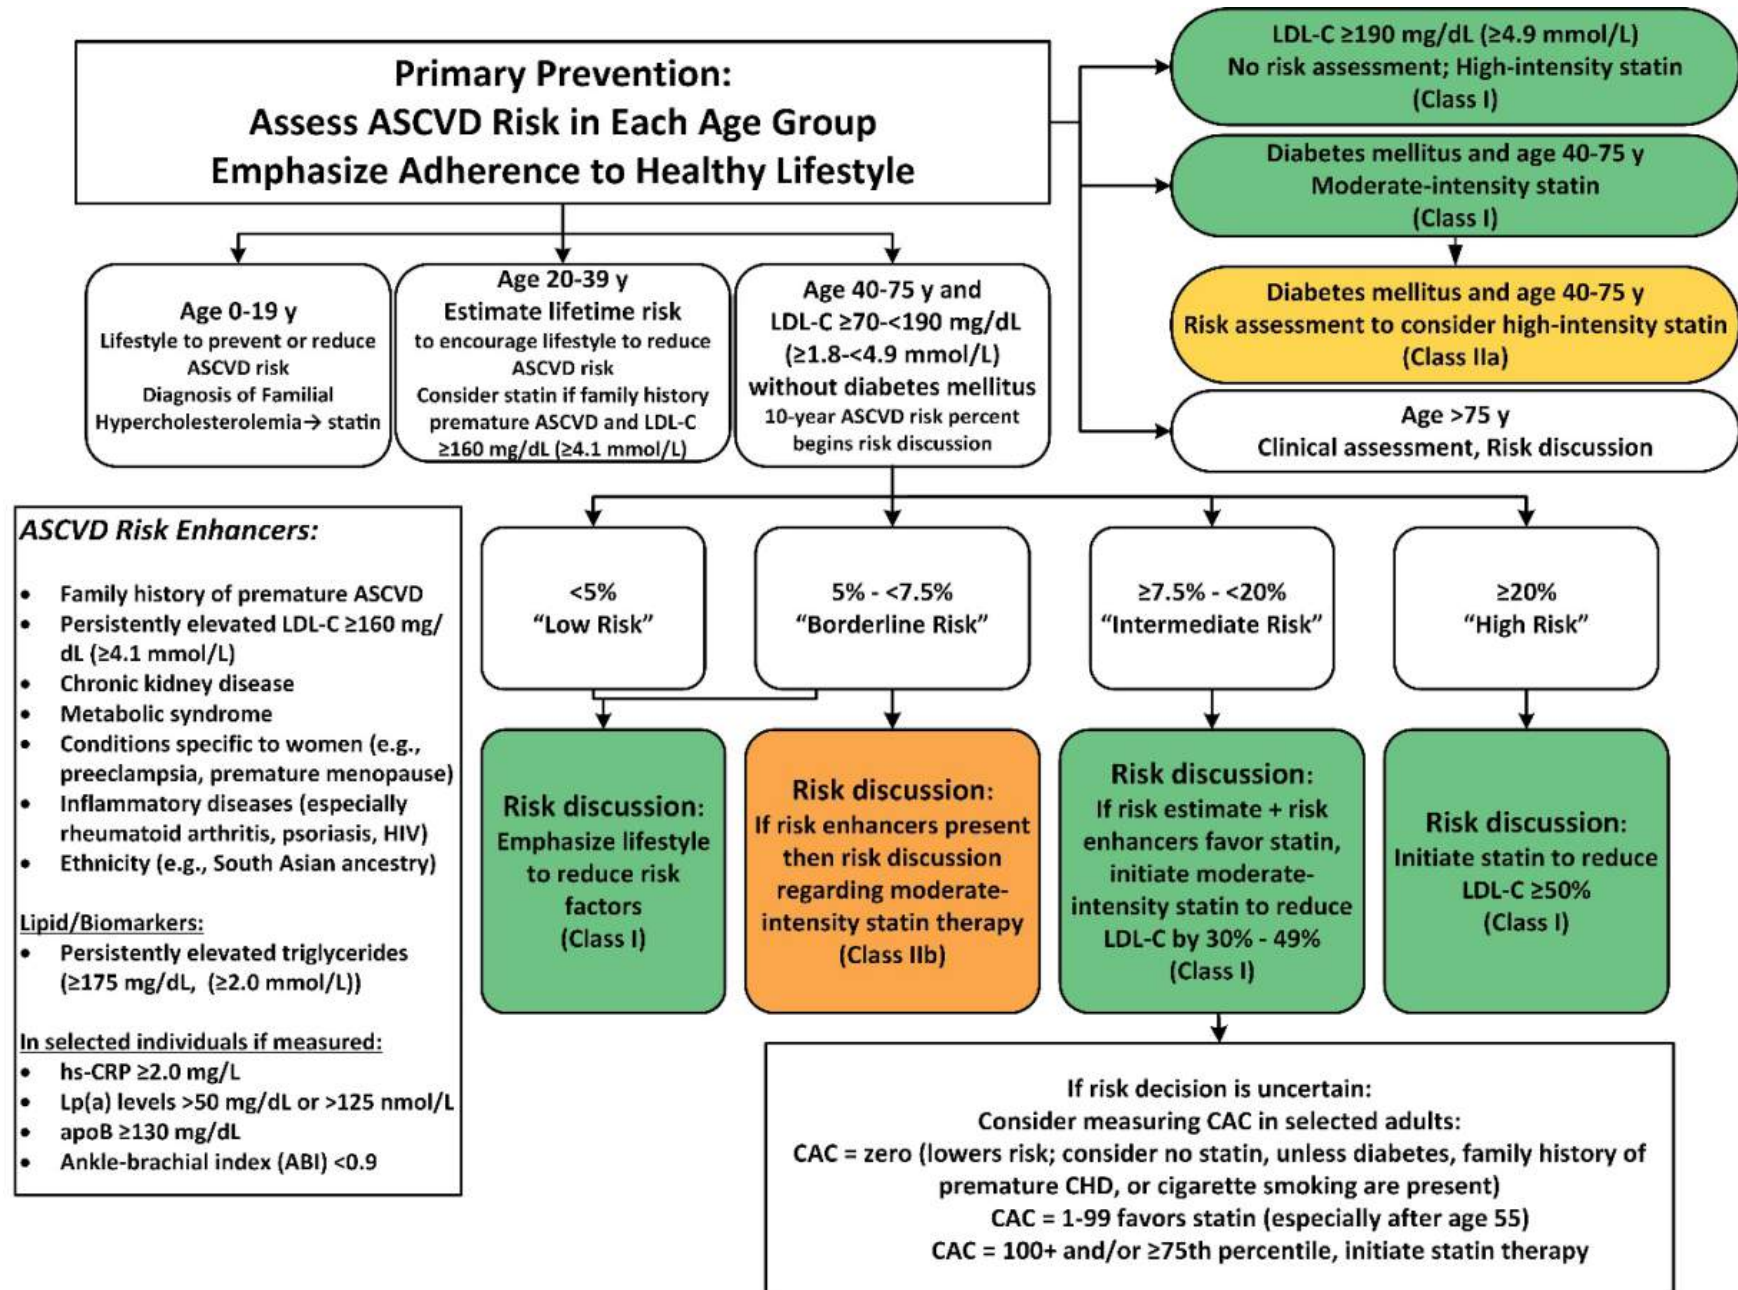 Primary Prevention:
Assess ASCVD Risk in Each Age Group
Emphasize Adherence to Healthy Lifestyle
LDL-C ≥190 mg/dL (≥4.9 mmol/L)
No risk assessment; High-intensity statin
(Class I)
Diabetes mellitus and age 40-75 y
Moderate-intensity statin
(Class I)
Diabetes mellitus and age 40-75 y
Risk assessment to consider high-intensity statin
(Class IIa)
Age >75 y
Clinical assessment, Risk discussion
Age 0-19 y
Lifestyle to prevent or reduce
ASCVD risk
Diagnosis of Familial
Hypercholesterolemia→ statin
Age 20-39 y
Estimate lifetime risk
to encourage lifestyle to reduce
ASCVD risk
Consider statin if family history
premature ASCVD and LDL-C
≥160 mg/dL (≥4.1 mmol/L)
Age 40-75 y and
LDL-C ≥70-<190 mg/dL
(≥1.8-<4.9 mmol/L)
without diabetes mellitus
10-year ASCVD risk percent
begins risk discussion
ASCVD Risk Enhancers:
• Family history of premature ASCVD
• Persistently elevated LDL-C ≥160 mg/
dL (≥4.1 mmol/L)
• Chronic kidney disease
• Metabolic syndrome
• Conditions specific to women (e.g.,
preeclampsia, premature menopause)
• Inflammatory diseases (especially
rheumatoid arthritis, psoriasis, HIV)
• Ethnicity (e.g., South Asian ancestry)
Lipid/Biomarkers:
• Persistently elevated triglycerides
(≥175 mg/dL, (≥2.0 mmol/L))
In selected individuals if measured:
• hs-CRP ≥2.0 mg/L
• Lp(a) levels >50 mg/dL or >125 nmol/L
• apoB ≥130 mg/dL
• Ankle-brachial index (ABI) <0.9
<5%
“Low Risk”
5% - <7.5%
“Borderline Risk”
≥7.5% - <20%
“Intermediate Risk”
≥20%
“High Risk”
Risk discussion:
Emphasize lifestyle
to reduce risk
factors
(Class I)
Risk discussion:
If risk enhancers present
then risk discussion
regarding moderate-
intensity statin therapy
(Class IIb)
Risk discussion:
If risk estimate + risk
enhancers favor statin,
initiate moderate-
intensity statin to reduce
LDL-C by 30% - 49%
(Class I)
Risk discussion:
Initiate statin to reduce
LDL-C ≥50%
(Class I)
If risk decision is uncertain:
Consider measuring CAC in selected adults:
CAC = zero (lowers risk; consider no statin, unless diabetes, family history of
premature CHD, or cigarette smoking are present)
CAC = 1-99 favors statin (especially after age 55)
CAC = 100+ and/or ≥75th percentile, initiate statin therapy